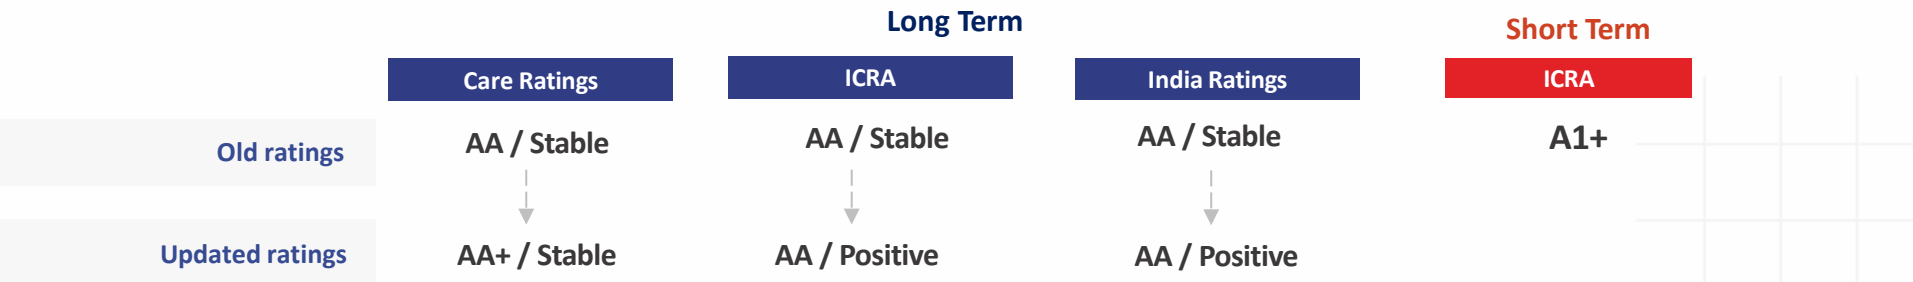 Long Term
Short Term
Care Ratings ICRA India Ratings ICRA
Old ratings AA / Stable AA / Stable AA / Stable A1+
Updated ratings AA+ / Stable AA / Positive AA / Positive